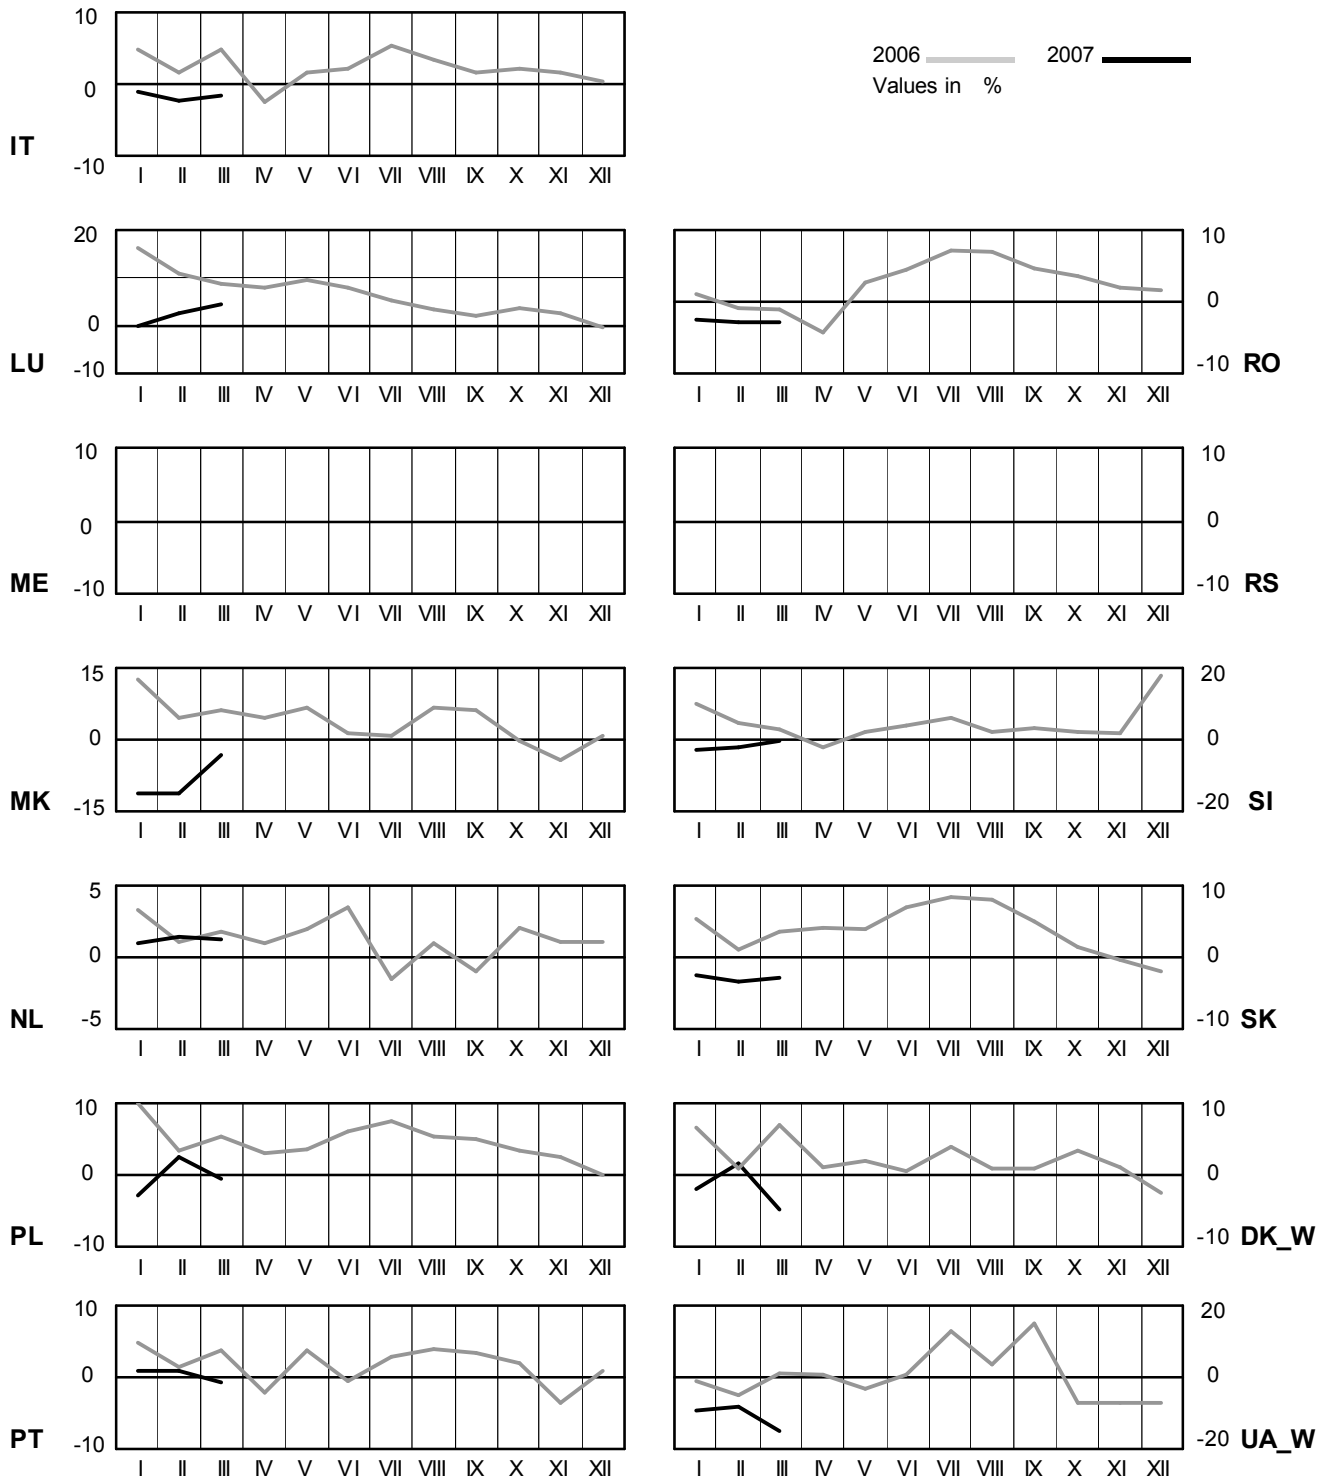 2006 2007
Values in %
10
0
IT
-10
I II III IV V VI VII VIII IX X XI XII
20
0
LU
-10
I II III IV V VI VII VIII IX X XI XII
10
0
-10 RO
I II III IV V VI VII VIII IX X XI XII
10
0
ME
-10
I II III IV V VI VII VIII IX X XI XII
10
0
-10 RS
I II III IV V VI VII VIII IX X XI XII
15
0
MK -15
I II III IV V VI VII VIII IX X XI XII
20
0
-20 SI
I II III IV V VI VII VIII IX X XI XII
5
0
NL -5
I II III IV V VI VII VIII IX X XI XII
10
0
-10 SK
I II III IV V VI VII VIII IX X XI XII
10
0
PL -10
I II III IV V VI VII VIII IX X XI XII
10
0
-10 DK_W
I II III IV V VI VII VIII IX X XI XII
10
0
PT -10
I II III IV V VI VII VIII IX X XI XII
20
0
-20 UA_W
I II III IV V VI VII VIII IX X XI XII